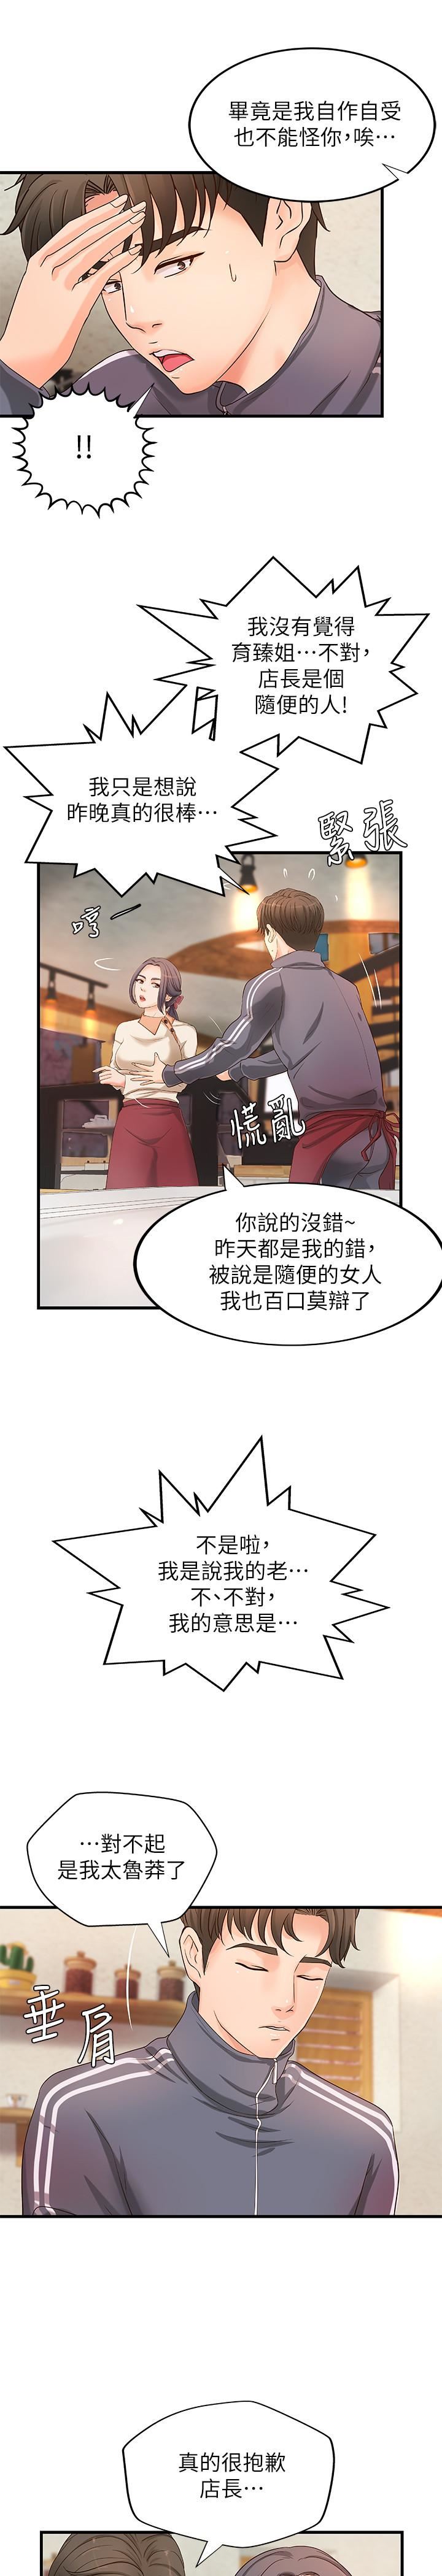 畢竟是我自作自受
也不能怪你，唉…
!!
我沒有覺得
育臻姐…不對，
店長是個
隨便的人!
我只是想說
昨晚真的很棒…
緊張
哼
慌亂
你說的沒錯~
昨天都是我的錯，
被說是隨便的女人
我也百口莫辯了
不是啦，
我是說我的老…
不、不對，
我的意思是…
…對不起
是我太魯莽了
垂肩
真的很抱歉
店長…